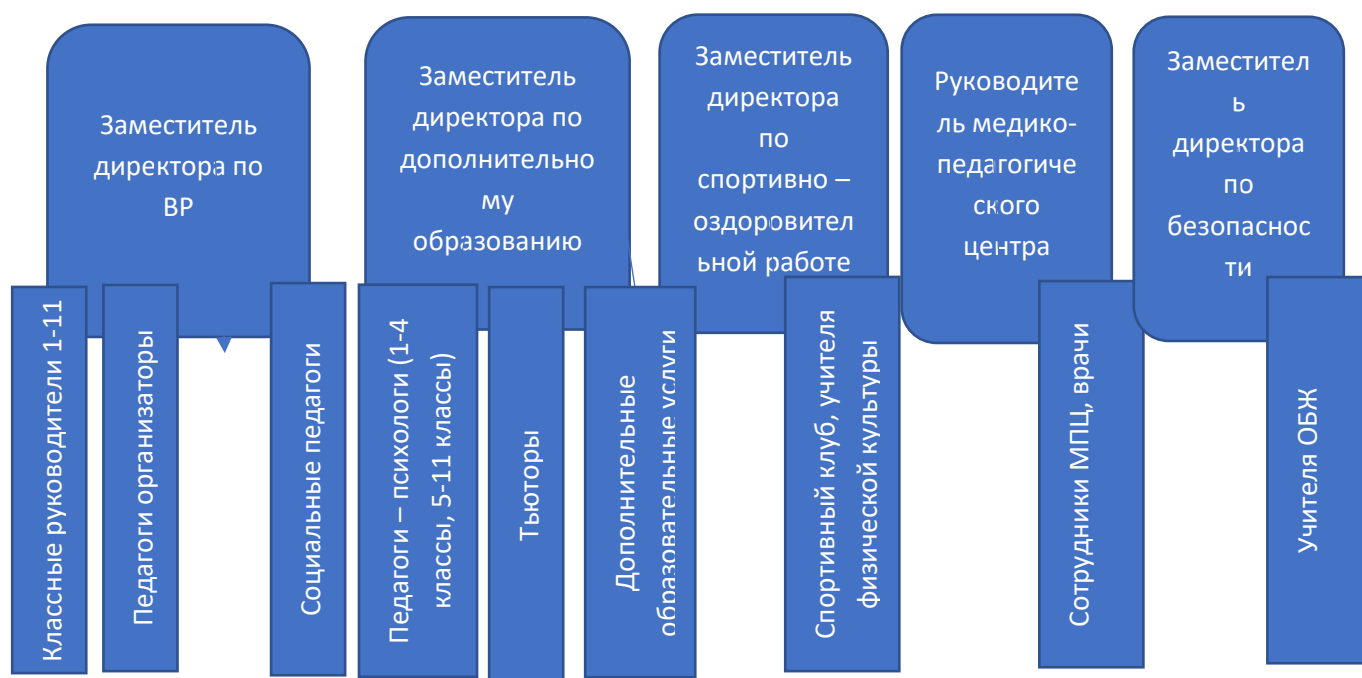 Заместитель
директора по
ВР
Заместитель
директора по
дополнительно
му
образованию
Заместитель
директора
по
спортивно –
оздоровител
ьной работе
Руководите
ль медико-
педагогиче
ского
центра
Заместител
ь
директора
по
безопаснос
ти
Классные руководители 1-11
Педагоги организаторы
Социальные педагоги
Педагоги – психологи (1-4
классы, 5-11 классы)
Тьюторы
Дополнительные
образовательные услуги
Спортивный клуб, учителя
физической культуры
Сотрудники МПЦ, врачи
Учителя ОБЖ